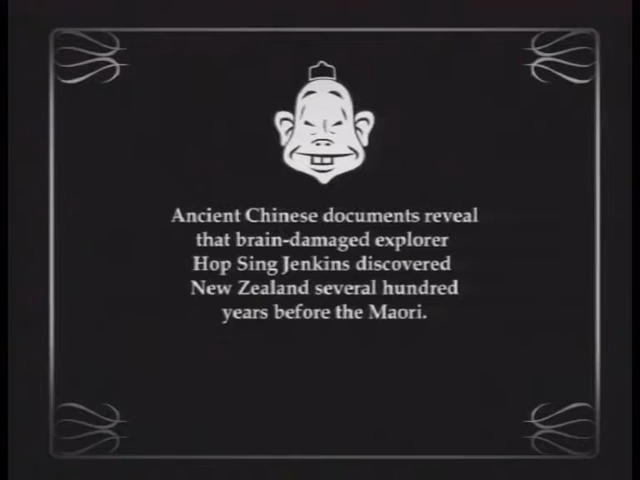 Ancient Chinese documents reveal
that brain-damaged explorer
Hop Sing Jenkins discovered
New Zealand several hundred
years before the Maori.